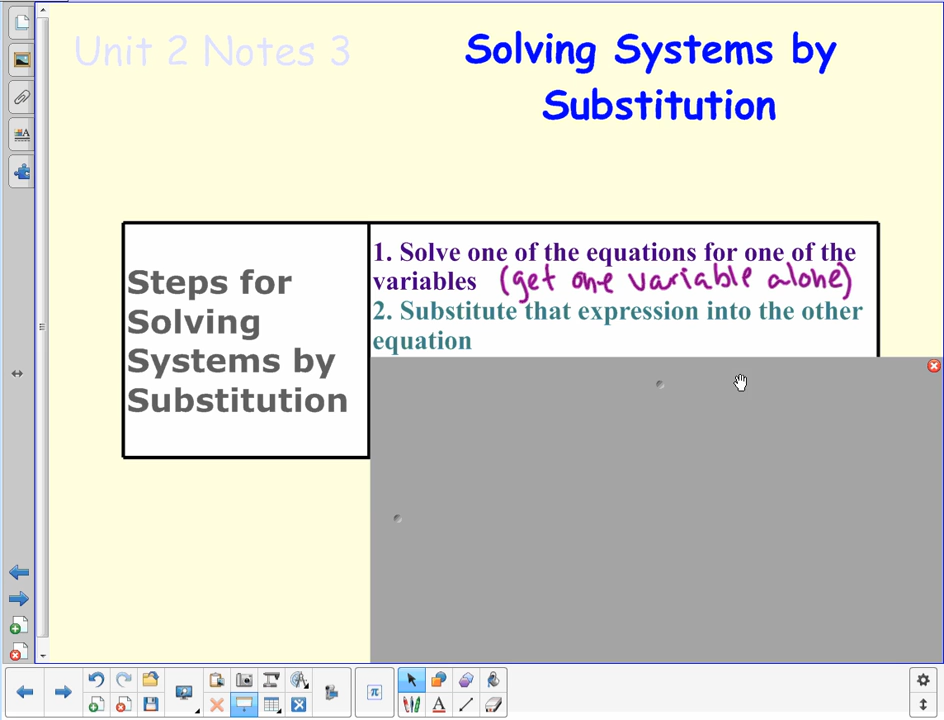 Unit 2 Notes 3
Solving Systems by
Substitution
Steps for
Solving
Systems by
Substitution
1. Solve one of the equations for one of the
variables (get one variable alone)
2. Substitute that expression into the other
equation